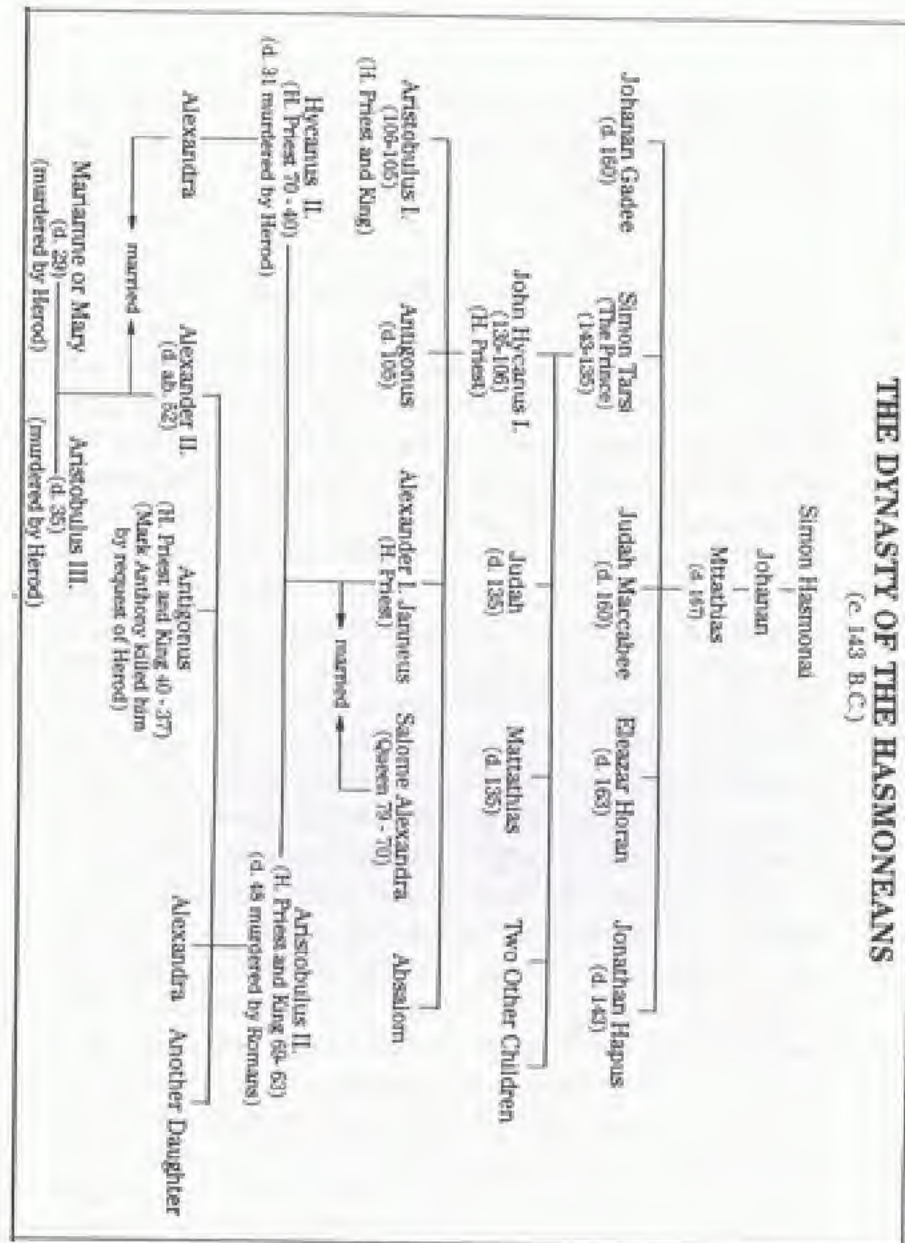 THE DYNASTY OF THE HASMONEANS
(c. 143 B.C.)
Simon Hasmonai
Johanan
Mttathias
(d. 167)
Johanan Gadee
(d. 160)
Simon Tarsi
(The Prince)
(143-135)
Judah Maccabee
(d. 160)
Eleazar Horan
(d. 163)
Jonathan Hapus
(d. 143)
John Hycanus I.
(135-106)
(H. Priest)
Judah
(d. 135)
Mattathias
(d. 135)
Two Other Children
Aristobulus I.
(106-105)
(H. Priest and King)
Antigonus
(d. 105)
Alexander I. Janneus
(H. Priest)
Salome Alexandra
(Queen 79 - 70)
Absalom
married
Hycanus II.
(H. Priest 70 - 40)
(d. 31 murdered by Herod)
Aristobulus II.
(H. Priest and King 69- 63)
(d. 48 murdered by Romans)
Alexandra
married
Alexander II.
(d. ab. 52)
Antigonus
(H. Priest and King 40 - 37)
(Mark Anthony killed him
by request of Herod)
Alexandra
Another Daughter
Mariamne or Mary
(d. 29)
(murdered by Herod)
Aristobulus III.
(d. 35)
(murdered by Herod)